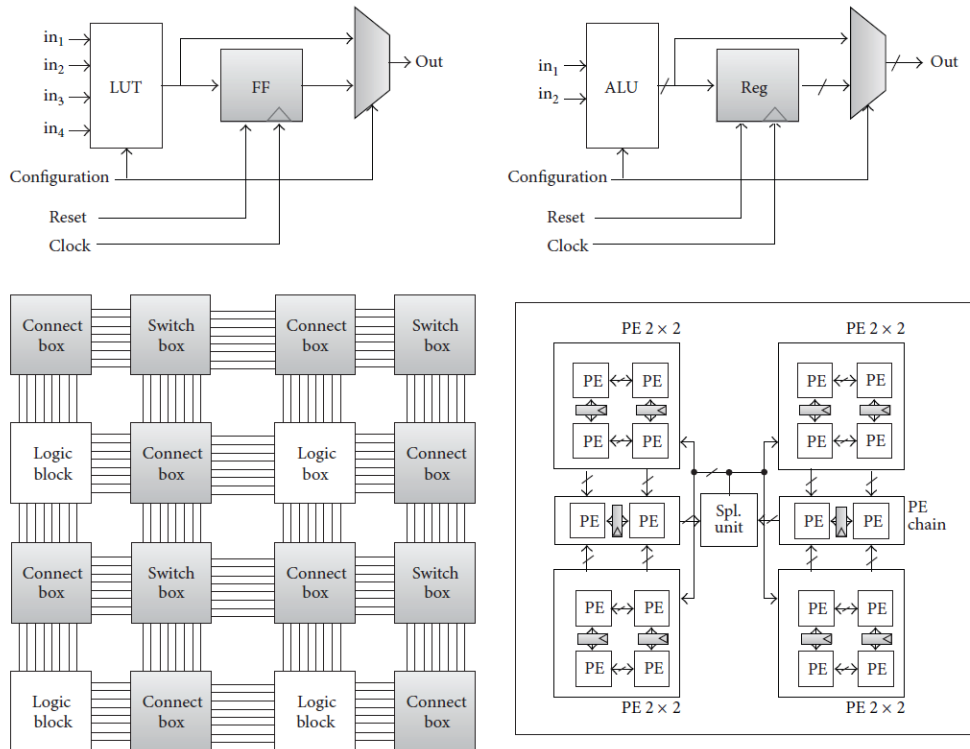 in₁
in₂
in₃
in₄
LUT
FF
Out
Configuration
Reset
Clock
in₁
in₂
ALU
Reg
Out
Configuration
Reset
Clock
Connect
box
Switch
box
Connect
box
Switch
box
Logic
block
Connect
box
Logic
box
Connect
box
Connect
box
Switch
box
Connect
box
Switch
box
Logic
block
Connect
box
Logic
block
Connect
box
PE 2 × 2
PE
PE
PE
PE
PE 2 × 2
PE
PE
PE
PE
PE
PE
Spl.
unit
PE
PE
PE
chain
PE
PE
PE
PE
PE 2 × 2
PE
PE
PE
PE
PE 2 × 2